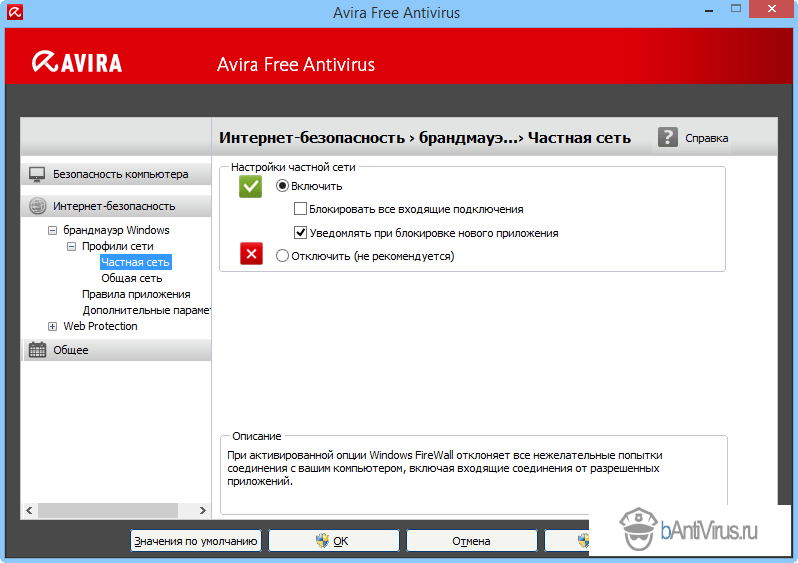 Avira Free Antivirus
AVIRA
Avira Free Antivirus
Интернет-безопасность › брандмауэ...› Частная сеть
? Справка
Безопасность компьютера
Интернет-безопасность
брандмауэр Windows
Профили сети
Частная сеть
Общая сеть
Правила приложения
Дополнительные парамет
Web Protection
Общее
Настройки частной сети
Включить
Блокировать все входящие подключения
Уведомлять при блокировке нового приложения
Отключить (не рекомендуется)
Описание
При активированной опции Windows FireWall отклоняет все нежелательные попытки
соединения с вашим компьютером, включая входящие соединения от разрешенных
приложений.
Значения по умолчанию
OK
Отмена
bAntiVirus.ru